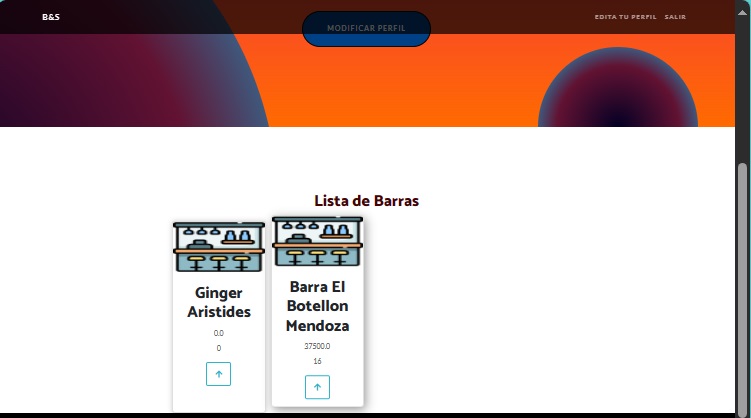 B&S
MODIFICAR PERFIL
EDITA TU PERFIL
SALIR
Lista de Barras
Ginger
Aristides
0.0
0
Barra El
Botellon
Mendoza
37500.0
16